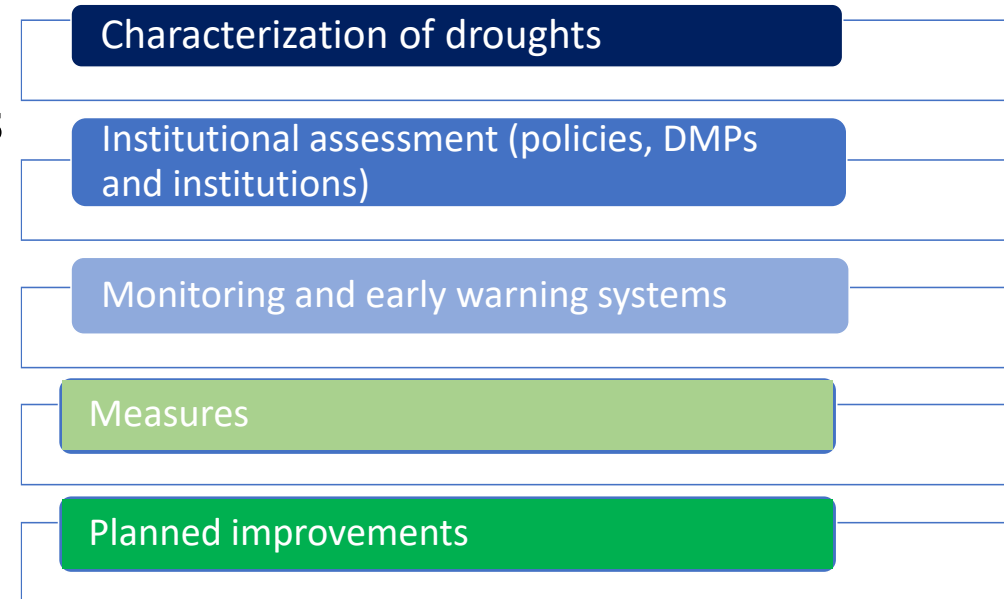 Characterization of droughts
Institutional assessment (policies, DMPs
and institutions)
Monitoring and early warning systems
Measures
Planned improvements